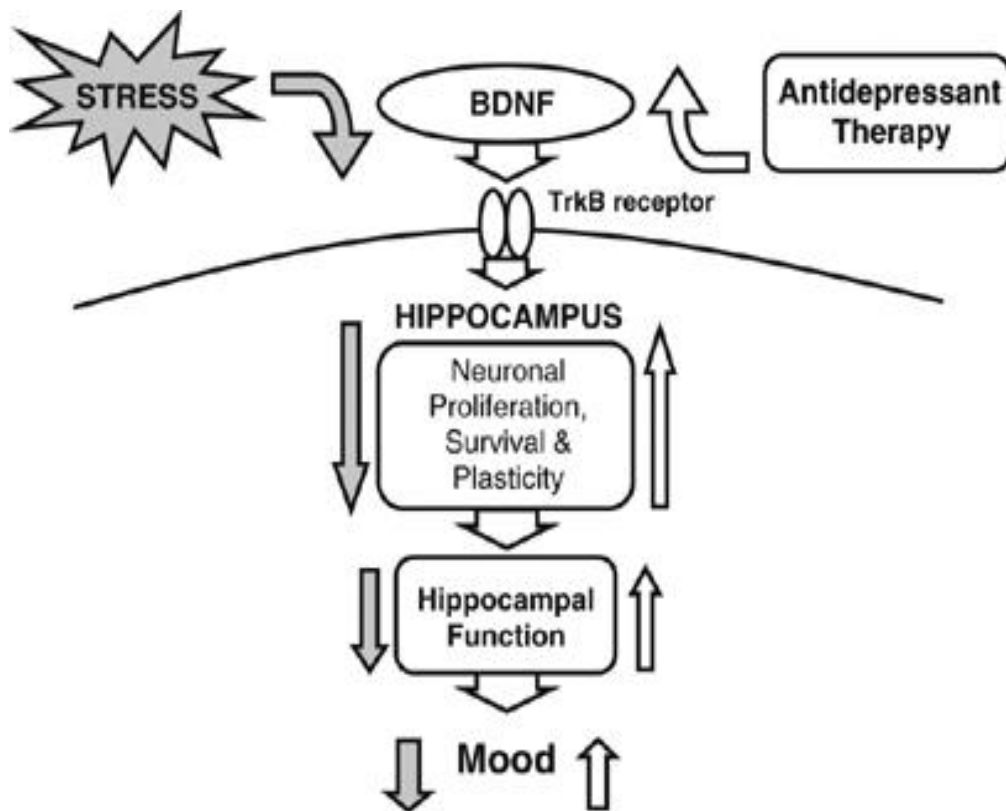 STRESS
BDNF
Antidepressant
Therapy
TrkB receptor
HIPPOCAMPUS
Neuronal
Proliferation,
Survival &
Plasticity
Hippocampal
Function
Mood